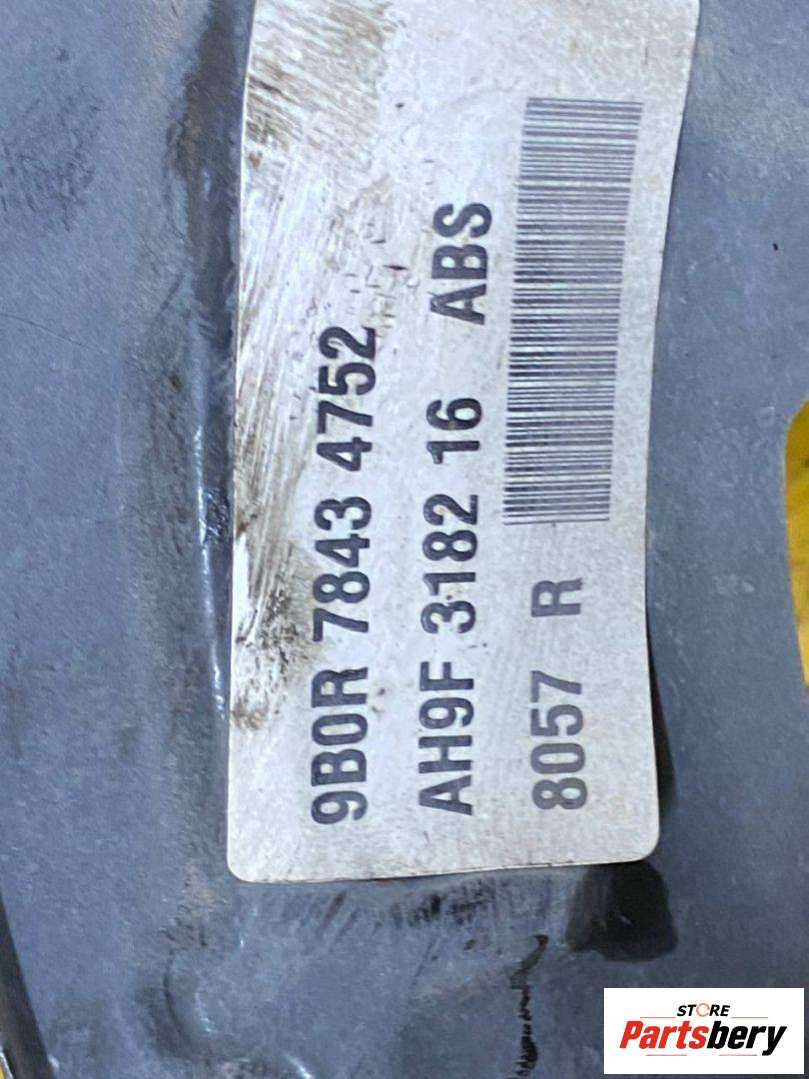 9B0R 7843 4752
AH9F 3182 16 ABS
8057 R
STORE
Partsbery